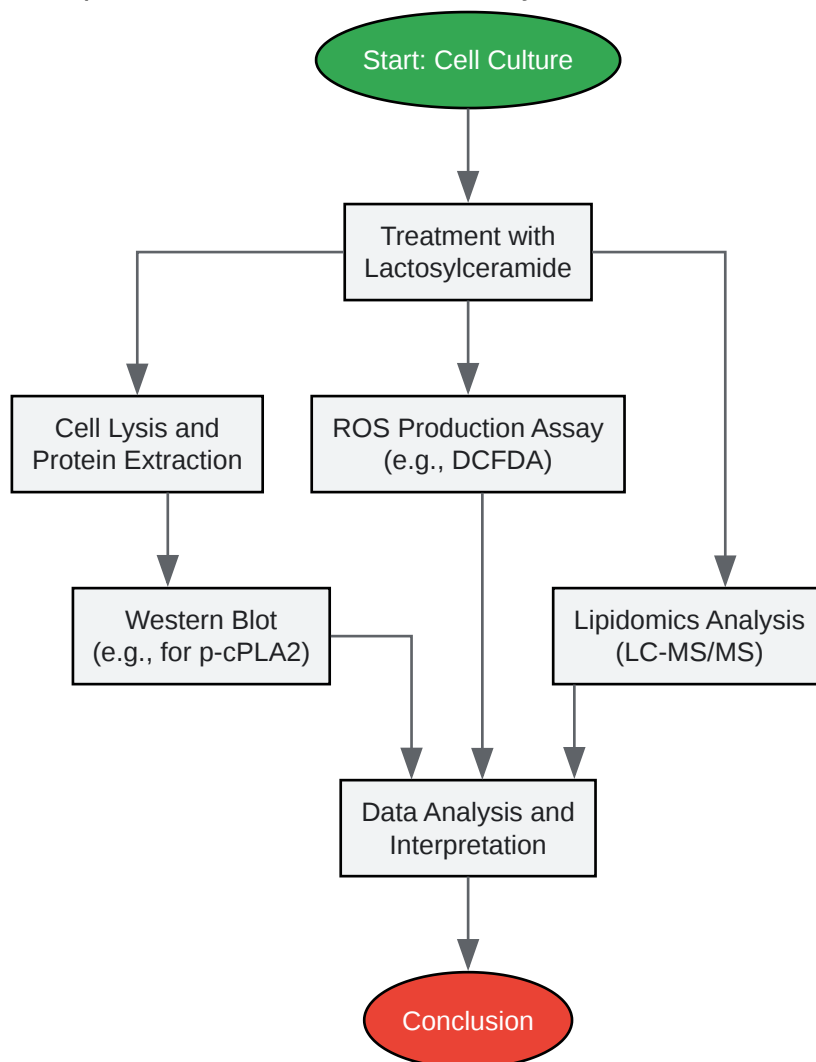 Start: Cell Culture
Treatment with
Lactosylceramide
Cell Lysis and
Protein Extraction
ROS Production Assay
(e.g., DCFDA)
Western Blot
(e.g., for p-cPLA2)
Lipidomics Analysis
(LC-MS/MS)
Data Analysis and
Interpretation
Conclusion